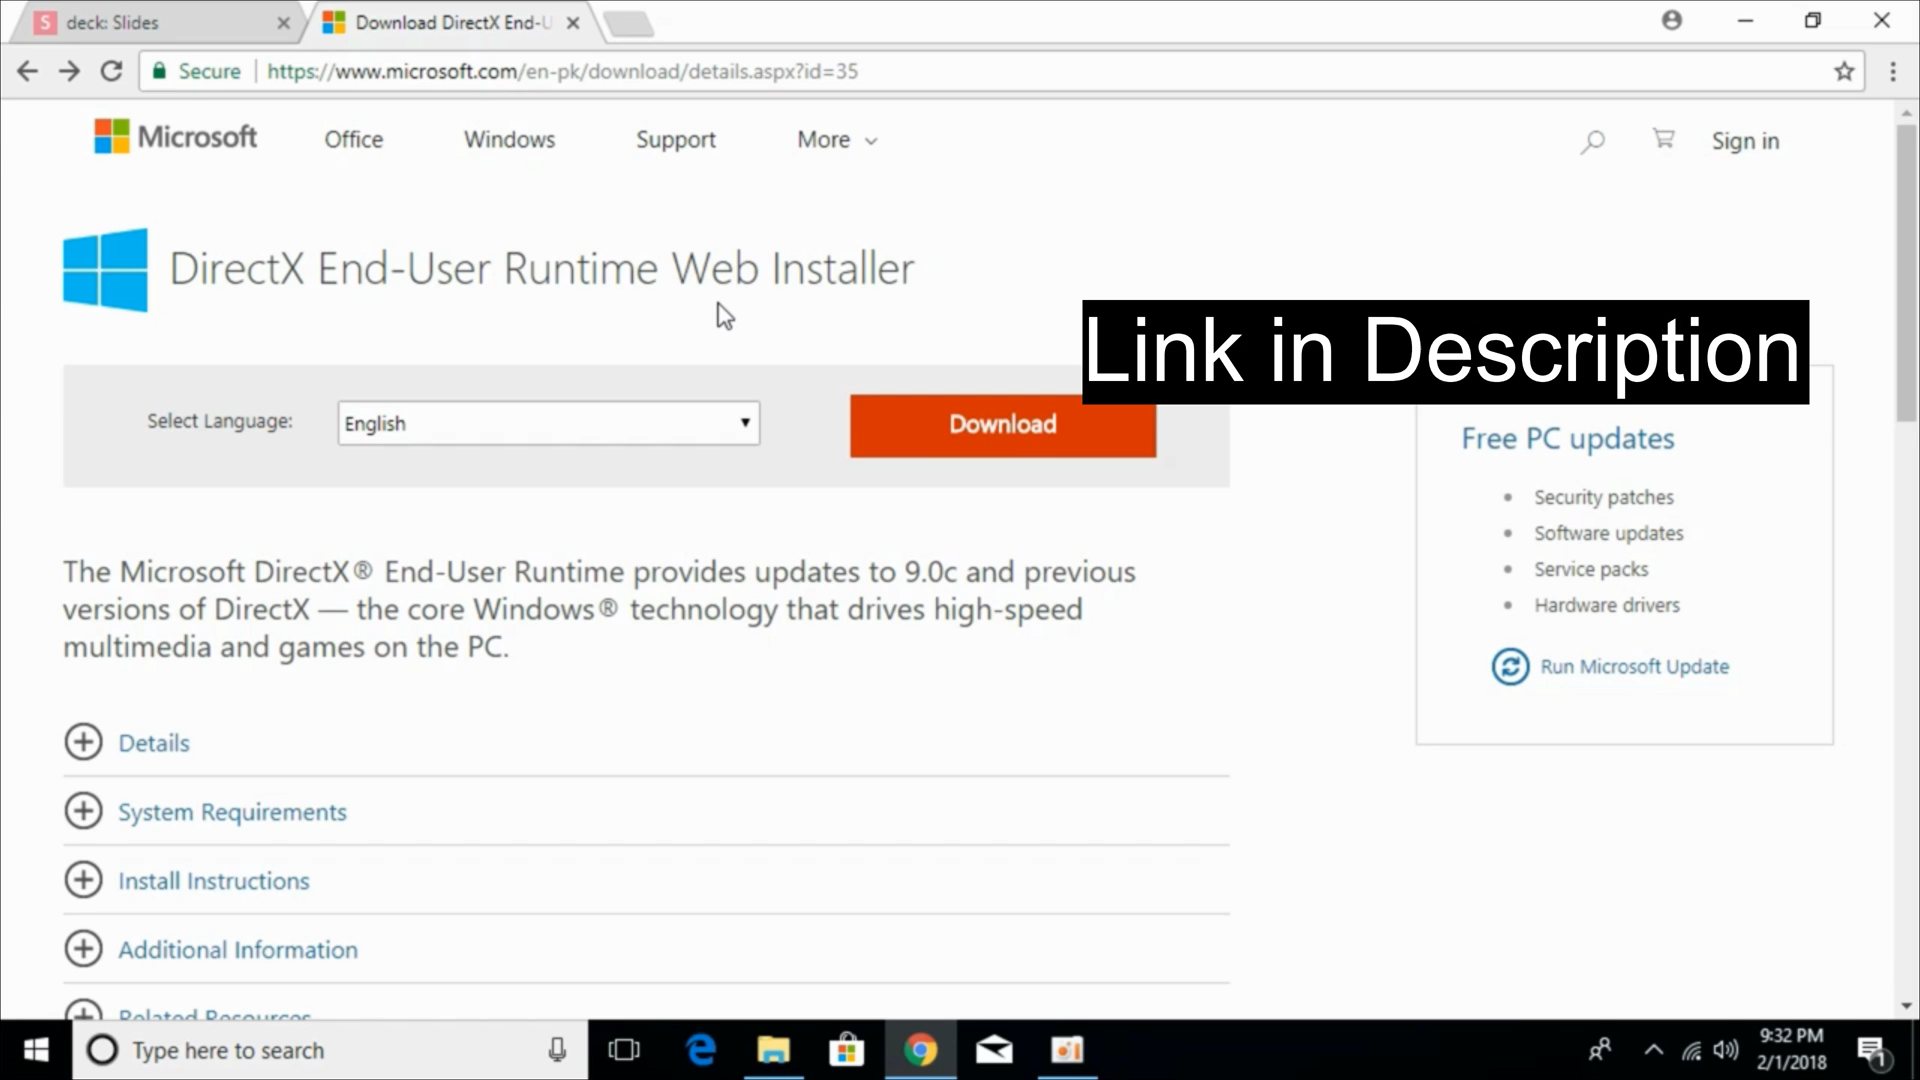 S deck: Slides
Download DirectX End-U
Secure https://www.microsoft.com/en-pk/download/details.aspx?id=35
Microsoft Office Windows Support More Sign in
DirectX End-User Runtime Web Installer
Link in Description
Select Language: English Download
Free PC updates
Security patches
Software updates
Service packs
Hardware drivers
Run Microsoft Update
The Microsoft DirectX® End-User Runtime provides updates to 9.0c and previous
versions of DirectX — the core Windows® technology that drives high-speed
multimedia and games on the PC.
Details
System Requirements
Install Instructions
Additional Information
Related Resources
Type here to search
9:32 PM
2/1/2018
1